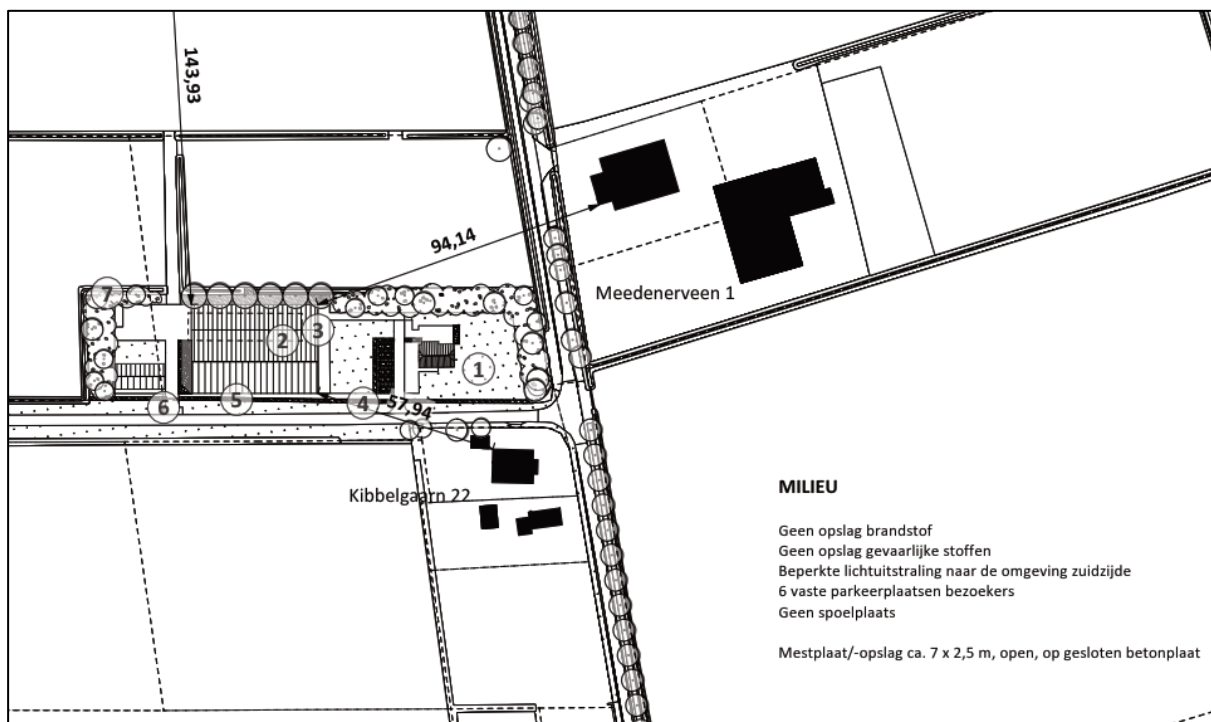 143,93
94,14
Meedenerveen 1
7
2
3
1
5
6
4
57,94
Kibbelgaarn 22
MILIEU
Geen opslag brandstof
Geen opslag gevaarlijke stoffen
Beperkte lichtuitstraling naar de omgeving zuidzijde
6 vaste parkeerplaatsen bezoekers
Geen spoelplaats
Mestplaat/-opslag ca. 7 x 2,5 m, open, op gesloten betonplaat